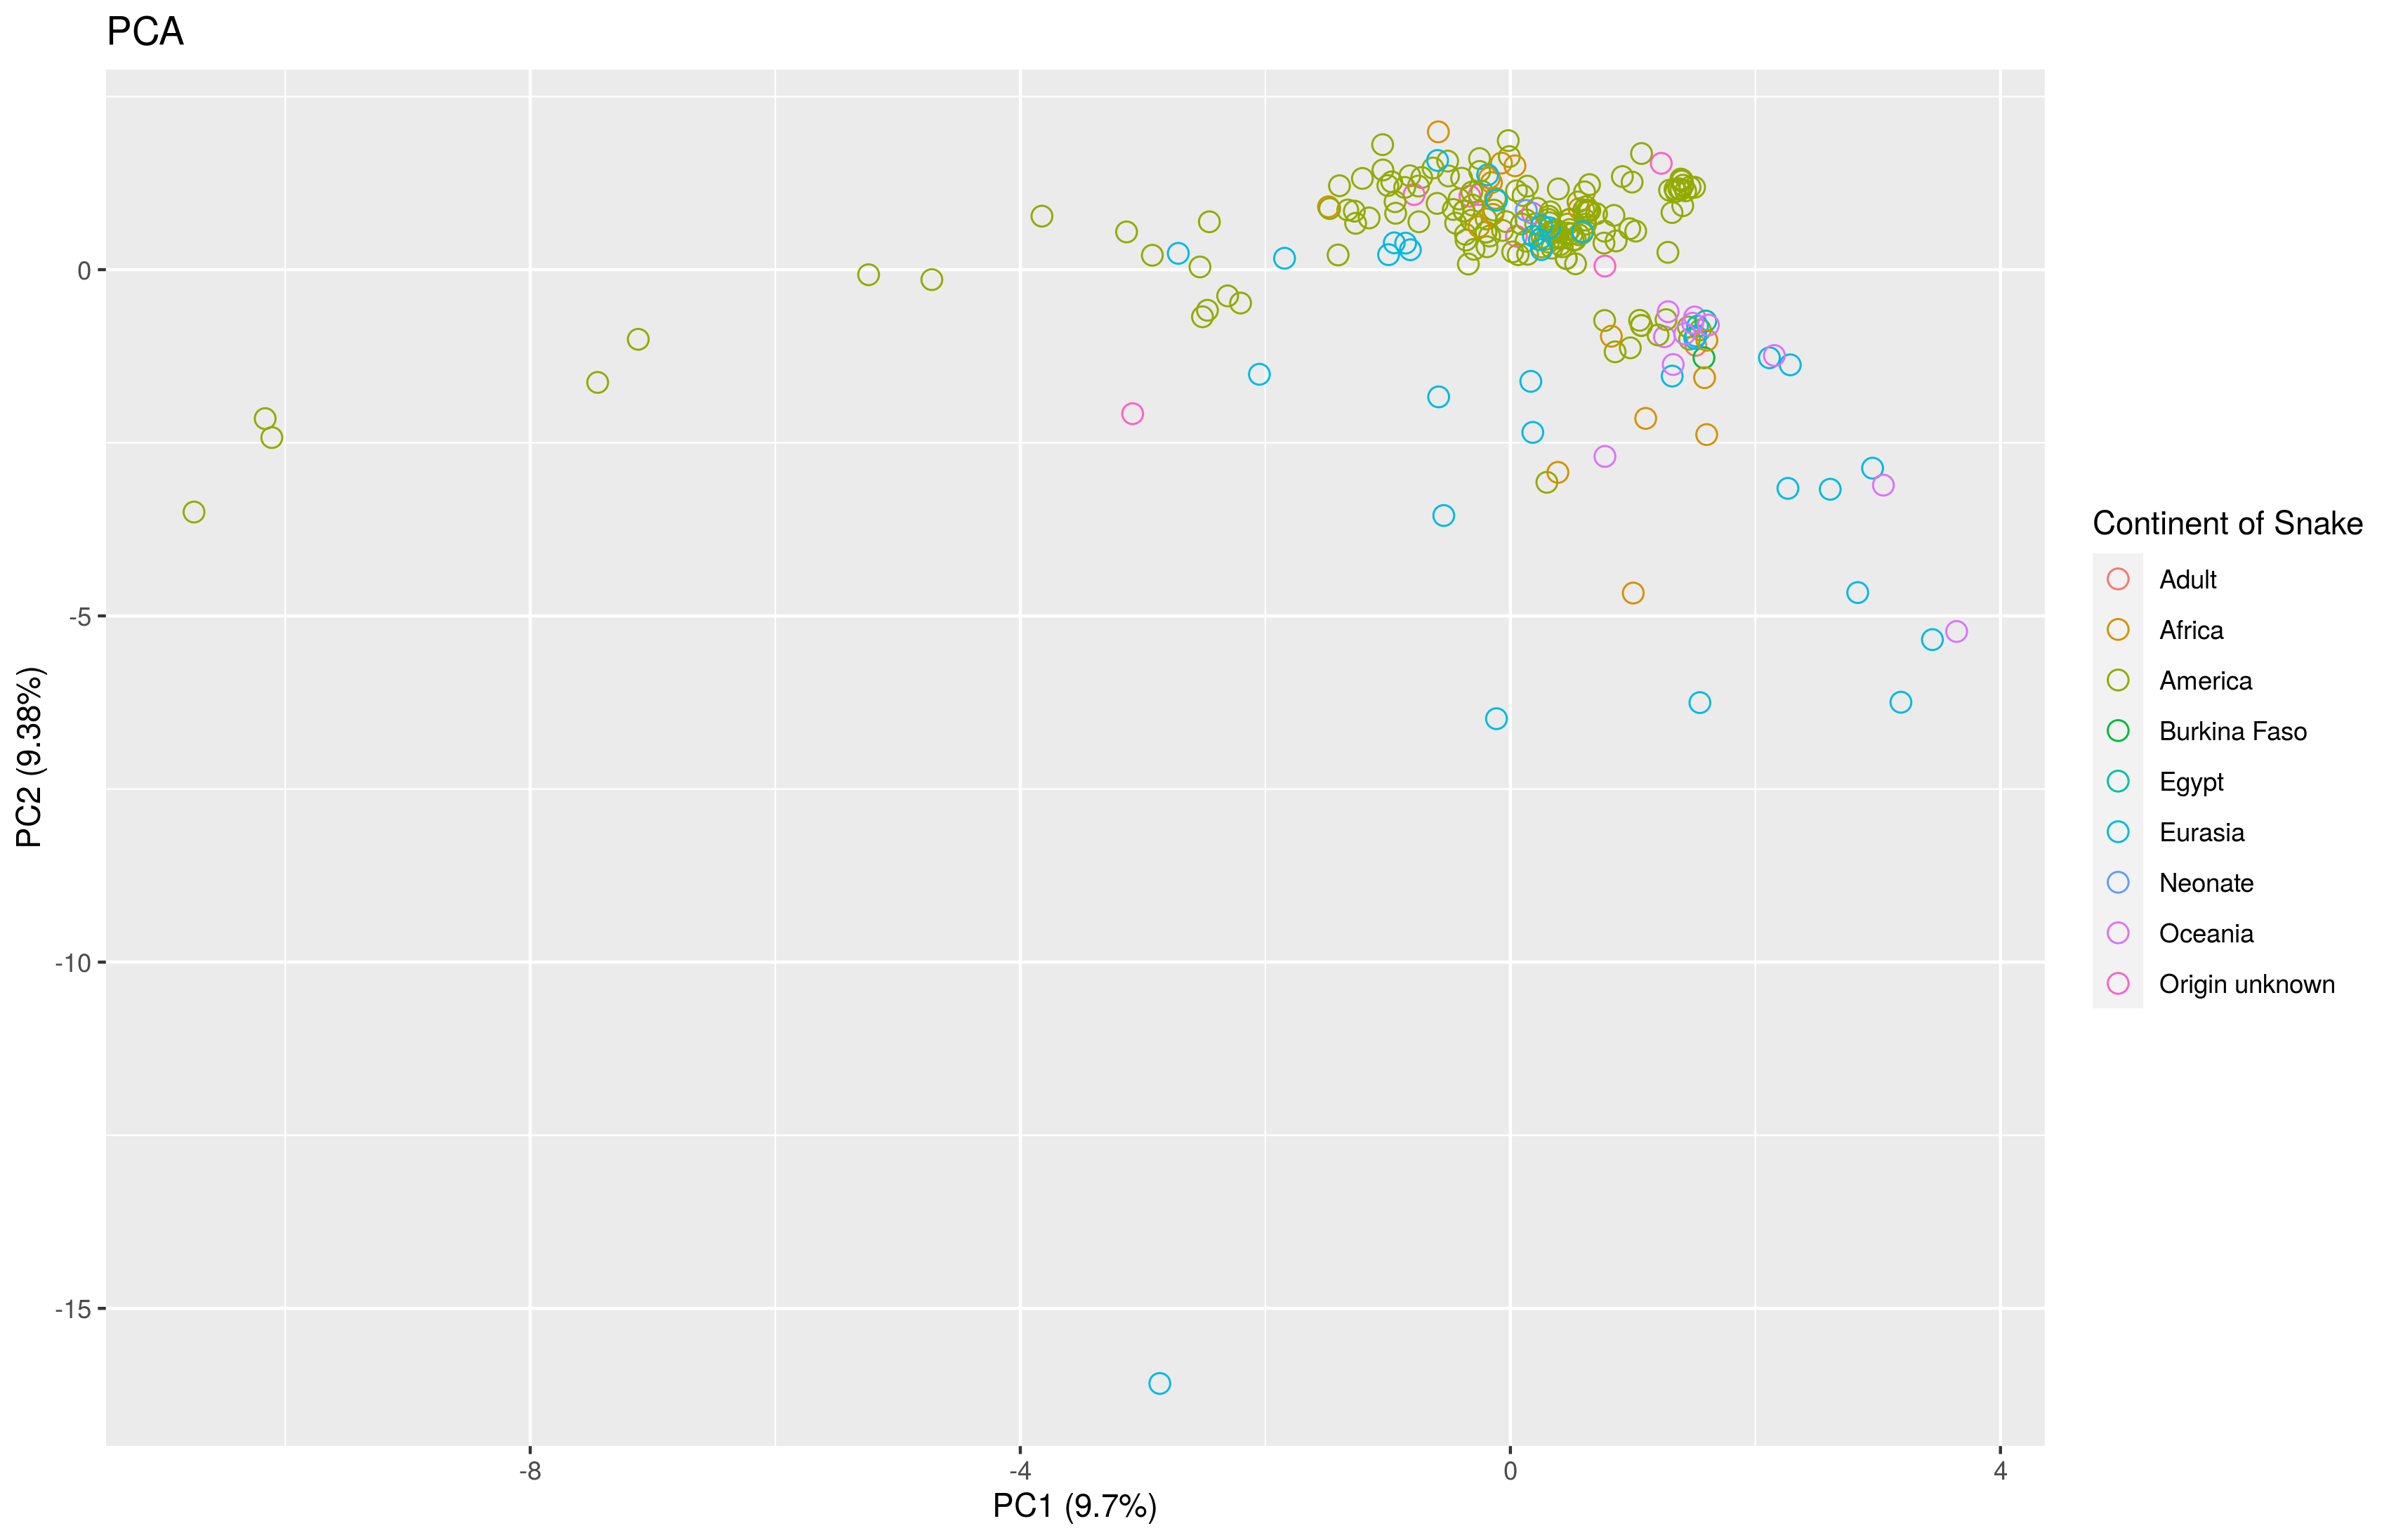 PCA
0
-5
-10
-15
PC2 (9.38%)
-8
-4
0
4
PC1 (9.7%)
Continent of Snake
Adult
Africa
America
Burkina Faso
Egypt
Eurasia
Neonate
Oceania
Origin unknown